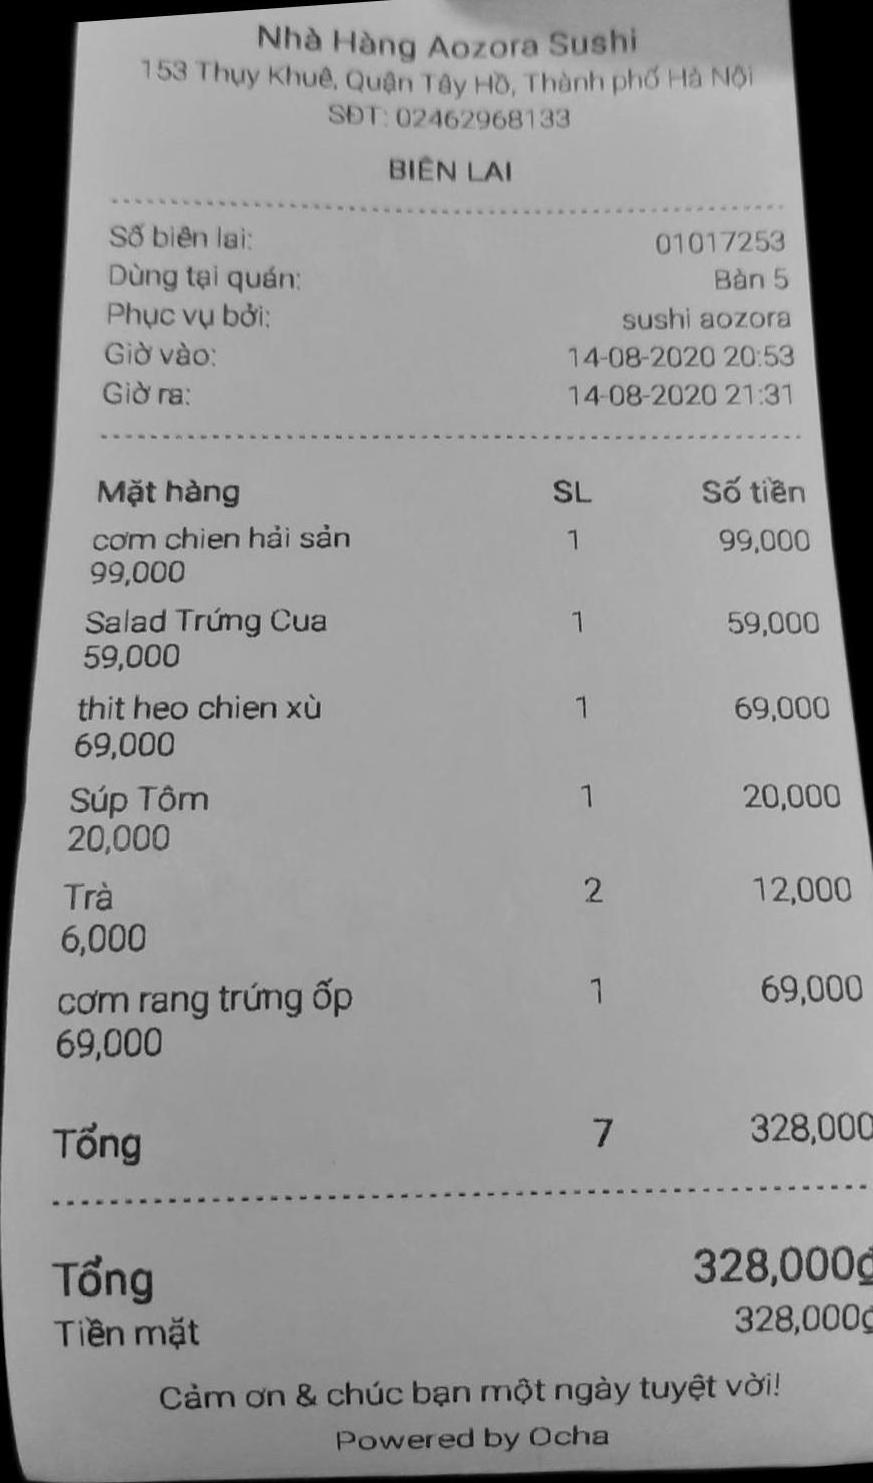 Nhà Hàng Aozora Sushi
153 Thụy Khuê, Quận Tây Hồ, Thành phố Hà Nội
SĐT: 02462968133
BIÊN LAI
Số biên lai: 01017253
Dùng tại quán: Bàn 5
Phục vụ bởi: sushi aozora
Giờ vào: 14-08-2020 20:53
Giờ ra: 14-08-2020 21:31
Mặt hàng SL Số tiền
cơm chien hải sản 1 99,000
99,000
Salad Trứng Cua 1 59,000
59,000
thit heo chien xù 1 69,000
69,000
Súp Tôm 1 20,000
20,000
Trà 2 12,000
6,000
cơm rang trứng ốp 1 69,000
69,000
Tổng 7 328,000
Tổng 328,000₫
Tiền mặt 328,000₫
Cảm ơn & chúc bạn một ngày tuyệt vời!
Powered by Ocha